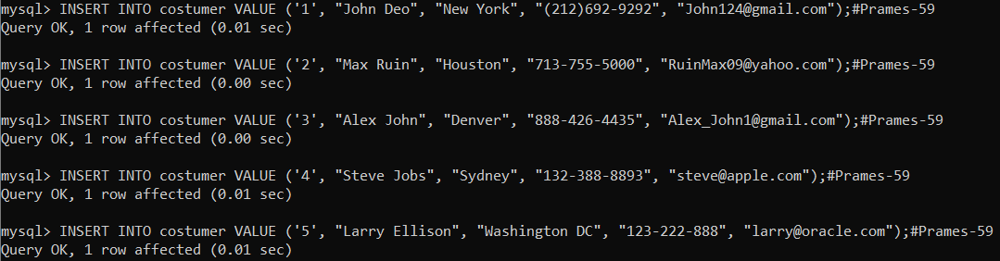 mysql> INSERT INTO costumer VALUE ('1', "John Deo", "New York", "(212)692-9292", "John124@gmail.com");#Prames-59
Query OK, 1 row affected (0.01 sec)
mysql> INSERT INTO costumer VALUE ('2', "Max Ruin", "Houston", "713-755-5000", "RuinMax09@yahoo.com");#Prames-59
Query OK, 1 row affected (0.00 sec)
mysql> INSERT INTO costumer VALUE ('3', "Alex John", "Denver", "888-426-4435", "Alex_John1@gmail.com");#Prames-59
Query OK, 1 row affected (0.00 sec)
mysql> INSERT INTO costumer VALUE ('4', "Steve Jobs", "Sydney", "132-388-8893", "steve@apple.com");#Prames-59
Query OK, 1 row affected (0.01 sec)
mysql> INSERT INTO costumer VALUE ('5', "Larry Ellison", "Washington DC", "123-222-888", "larry@oracle.com");#Prames-59
Query OK, 1 row affected (0.01 sec)